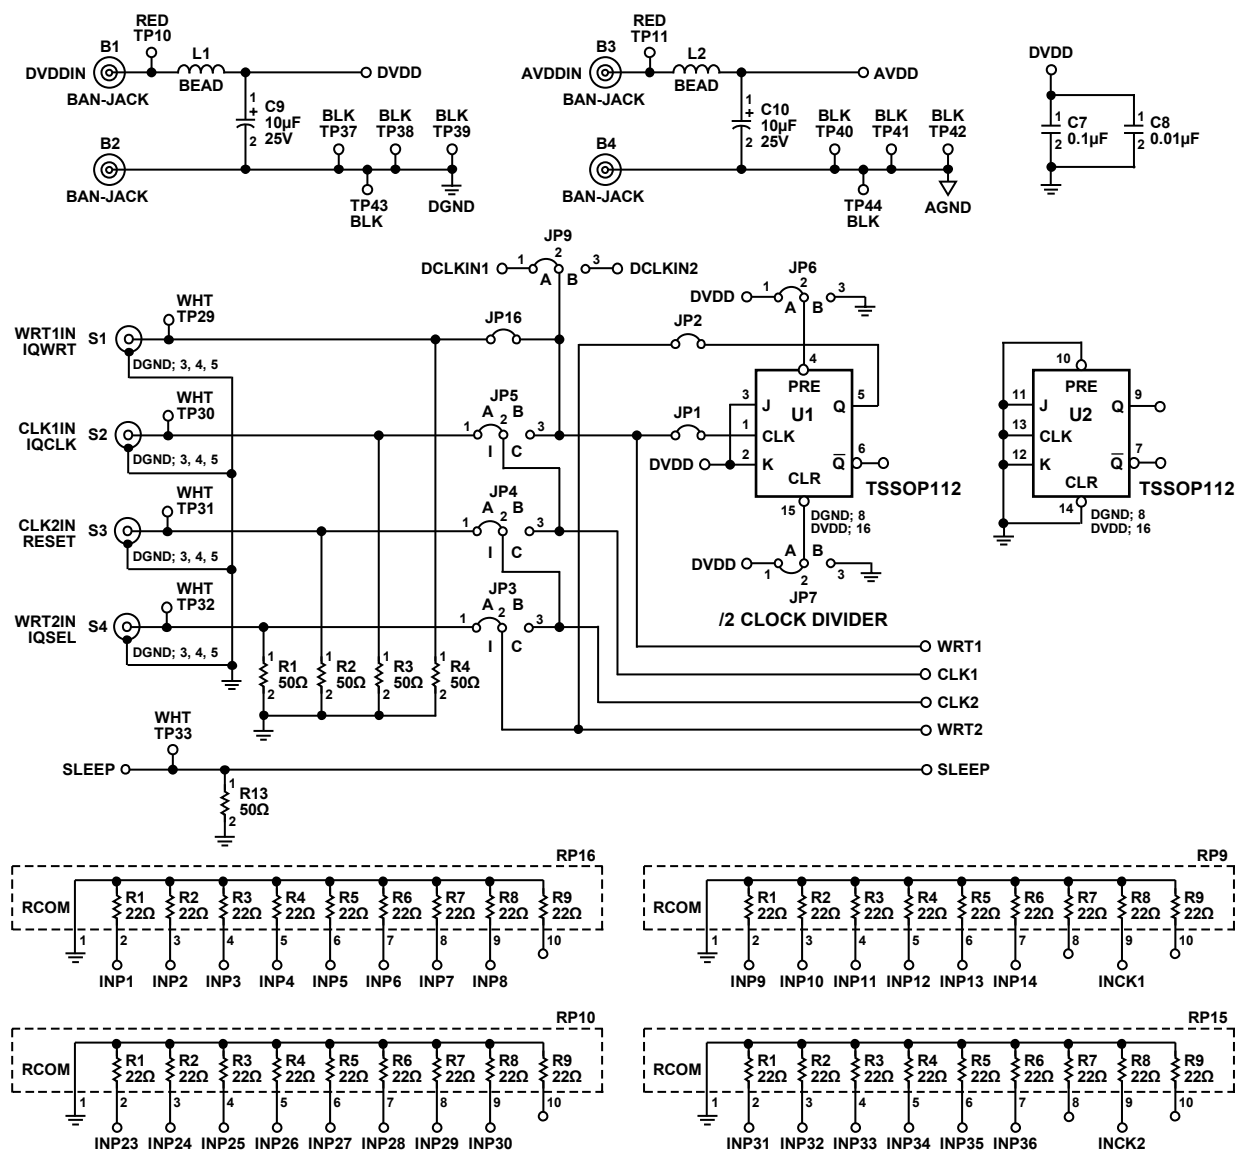 RED
TP10
B1
L1
DVDDIN
BEAD
DVDD
BAN-JACK
1
+
C9
10µF
25V
2
BLK
TP37
BLK
TP38
BLK
TP39
B2
BAN-JACK
TP43
BLK
DGND
RED
TP11
B3
L2
AVDDIN
BEAD
AVDD
BAN-JACK
1
+
C10
10µF
25V
2
BLK
TP40
BLK
TP41
BLK
TP42
B4
BAN-JACK
TP44
BLK
AGND
DVDD
1
C7
0.1µF
2
1
C8
0.01µF
2
JP9
DCLKIN1
1
2
3
A
B
DCLKIN2
WHT
TP29
WRT1IN
IQWRT
S1
DGND; 3, 4, 5
JP16
WHT
TP30
CLK1IN
IQCLK
S2
DGND; 3, 4, 5
JP5
A
B
1
2
3
I
C
WHT
TP31
CLK2IN
RESET
S3
DGND; 3, 4, 5
JP4
A
B
1
2
3
I
C
WHT
TP32
WRT2IN
IQSEL
S4
DGND; 3, 4, 5
JP3
A
B
1
2
3
I
C
1
R1
50Ω
2
1
R2
50Ω
2
1
R3
50Ω
2
1
R4
50Ω
2
JP6
DVDD
1
2
3
A
B
JP2
JP1
4
PRE
3
J
U1
Q
5
1
CLK
DVDD
2
K
Q
6
CLR
TSSOP112
15
DGND; 8
DVDD; 16
DVDD
A
B
1
2
3
JP7
/2 CLOCK DIVIDER
10
PRE
11
J
U2
Q
9
13
CLK
12
K
Q
7
CLR
TSSOP112
14
DGND; 8
DVDD; 16
WRT1
CLK1
CLK2
WRT2
WHT
TP33
SLEEP
SLEEP
1
R13
50Ω
2
RP16
RCOM
R1 R2 R3 R4 R5 R6 R7 R8 R9
22Ω 22Ω 22Ω 22Ω 22Ω 22Ω 22Ω 22Ω 22Ω
1 2 3 4 5 6 7 8 9 10
INP1 INP2 INP3 INP4 INP5 INP6 INP7 INP8
RP9
RCOM
R1 R2 R3 R4 R5 R6 R7 R8 R9
22Ω 22Ω 22Ω 22Ω 22Ω 22Ω 22Ω 22Ω 22Ω
1 2 3 4 5 6 7 8 9 10
INP9 INP10 INP11 INP12 INP13 INP14 INCK1
RP10
RCOM
R1 R2 R3 R4 R5 R6 R7 R8 R9
22Ω 22Ω 22Ω 22Ω 22Ω 22Ω 22Ω 22Ω 22Ω
1 2 3 4 5 6 7 8 9 10
INP23 INP24 INP25 INP26 INP27 INP28 INP29 INP30
RP15
RCOM
R1 R2 R3 R4 R5 R6 R7 R8 R9
22Ω 22Ω 22Ω 22Ω 22Ω 22Ω 22Ω 22Ω 22Ω
1 2 3 4 5 6 7 8 9 10
INP31 INP32 INP33 INP34 INP35 INP36 INCK2